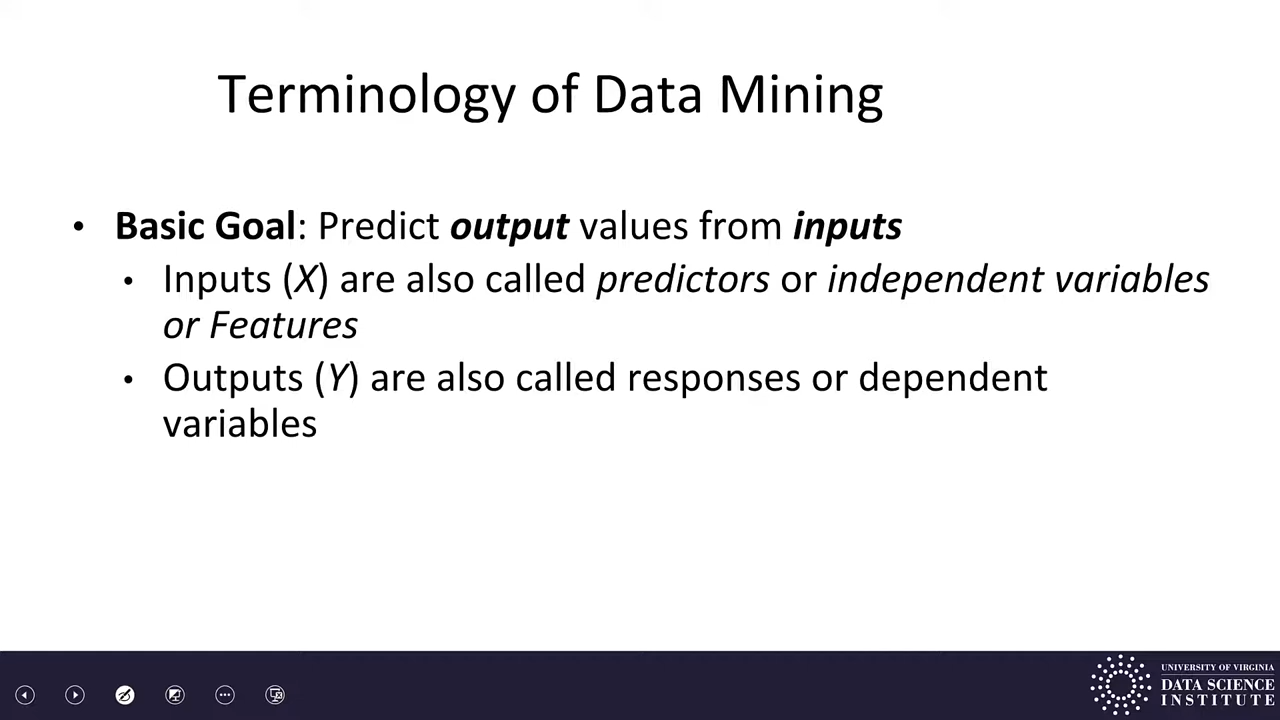 Terminology of Data Mining
• Basic Goal: Predict output values from inputs
• Inputs (X) are also called predictors or independent variables
or Features
• Outputs (Y) are also called responses or dependent
variables
UNIVERSITY OF VIRGINIA
DATA SCIENCE
INSTITUTE